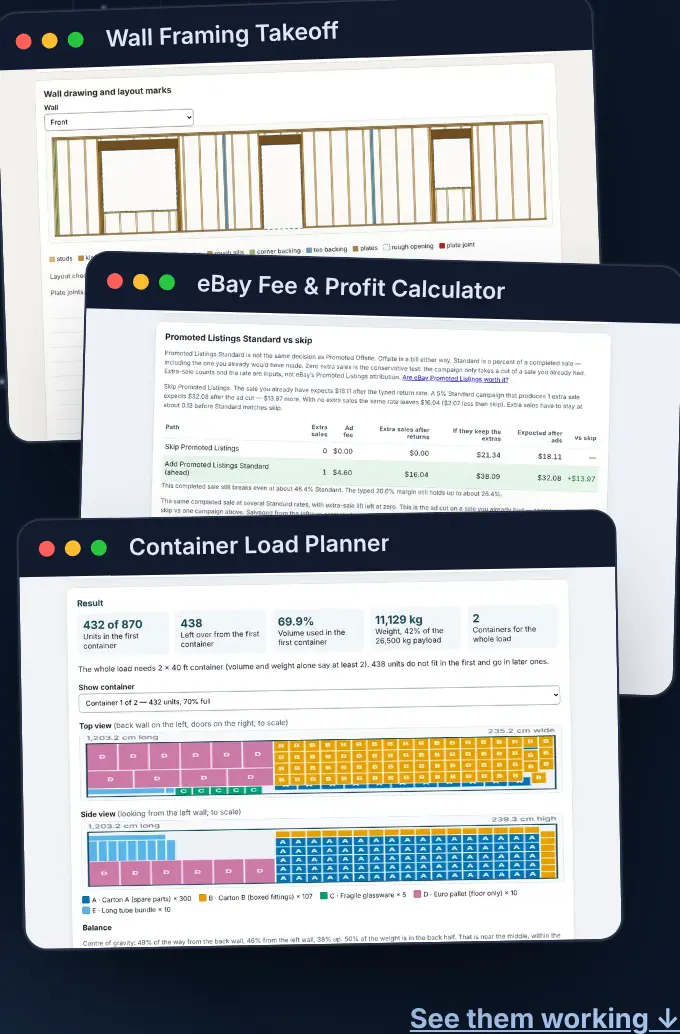 Wall Framing Takeoff
Wall drawing and layout marks
Wall
Front
studs
rough sills corner backing tee backing plates rough opening plate joint
Layout
Plate joints
eBay Fee & Profit Calculator
Promoted Listings Standard vs skip
Promoted Listings Standard is not the same decision as Promoted Offsite. Offsite is a bill either way. Standard is a percent of a completed sale —
including the one you already would have made. Zero extra sales is the conservative test: the campaign only takes a cut of a sale you already had.
Extra-sale counts and the rate are inputs, not eBay's Promoted Listings attribution. Are eBay Promoted Listings worth it?
Skip Promoted Listings. The sale you already have expects $18.11 after the typed return rate. A 5% Standard campaign that produces 1 extra sale
expects $32.08 after the ad cut — $13.97 more. With no extra sales the same rate leaves $16.04 ($2.07 less than skip). Extra sales have to stay at
about 0.13 before Standard matches skip.
Path Extra sales Ad fee Extra sales after returns If they keep the extras Expected after ads vs skip
Skip Promoted Listings 0 $0.00 $0.00 $21.34 $18.11 —
Add Promoted Listings Standard (ahead) 1 $4.60 $16.04 $38.09 $32.08 +$13.97
This completed sale still breaks even at about 46.4% Standard. The typed 20.0% margin still holds up to about 26.4%.
The same completed sale at several Standard rates, with extra-sale lift left at zero. This is the ad cut on a sale you already had
skip vs one campaign above.
Container Load Planner
Result
432 of 870
Units in the first container
438
Left over from the first container
69.9%
Volume used in the first container
11,129 kg
Weight, 42% of the 26,500 kg payload
2
Containers for the whole load
The whole load needs 2 × 40 ft container (volume and weight alone say at least 2). 438 units do not fit in the first and go in later ones.
Show container
Container 1 of 2 — 432 units, 70% full
Top view (back wall on the left, doors on the right; to scale)
1,203.2 cm long 235.2 cm wide
Side view (looking from the left wall; to scale)
1,203.2 cm long 239.3 cm high
A · Carton A (spare parts) × 300 B · Carton B (boxed fittings) × 107 C · Fragile glassware × 5 D · Euro pallet (floor only) × 10
E · Long tube bundle × 10
Balance
Centre of gravity: 49% of the way from the back wall, 46% from the left wall, 38% up. 50% of the weight is in the back half. That is near the middle, within the
See them working ↓